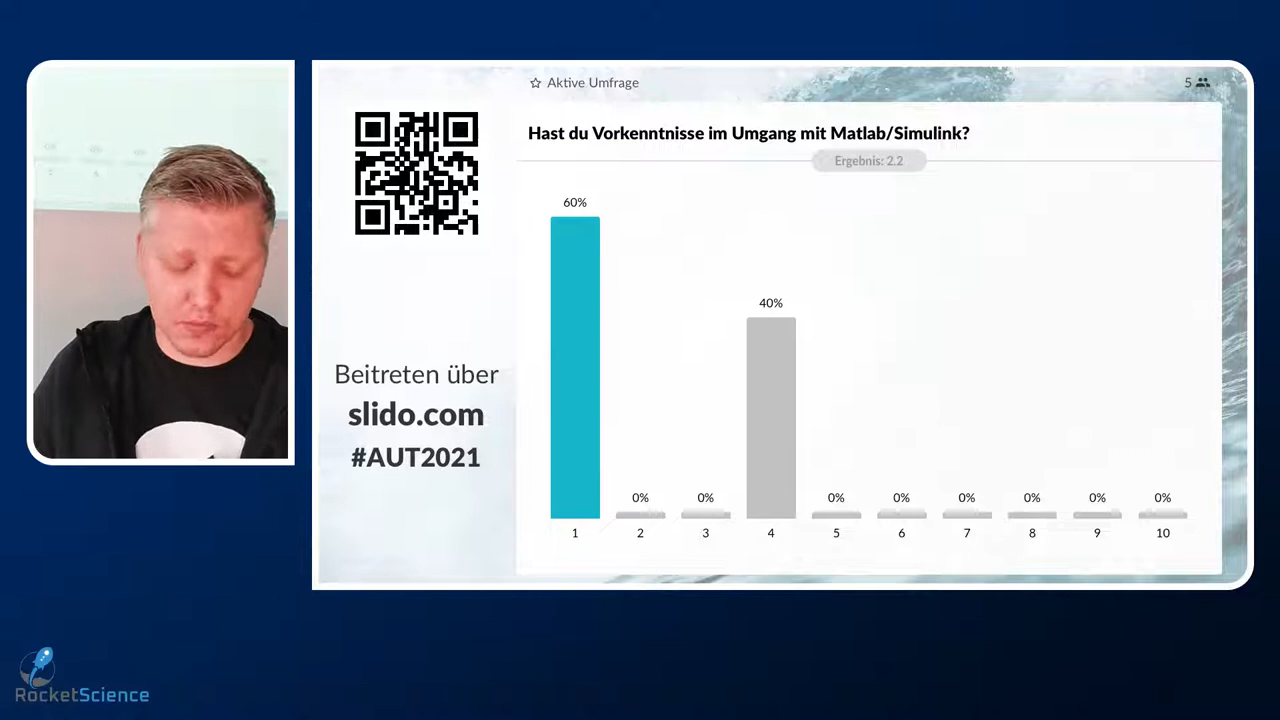 Aktive Umfrage
5
Hast du Vorkenntnisse im Umgang mit Matlab/Simulink?
Ergebnis: 2.2
60%
40%
0% 0% 0% 0% 0% 0% 0% 0%
1 2 3 4 5 6 7 8 9 10
Beitreten über
slido.com
#AUT2021
RocketScience